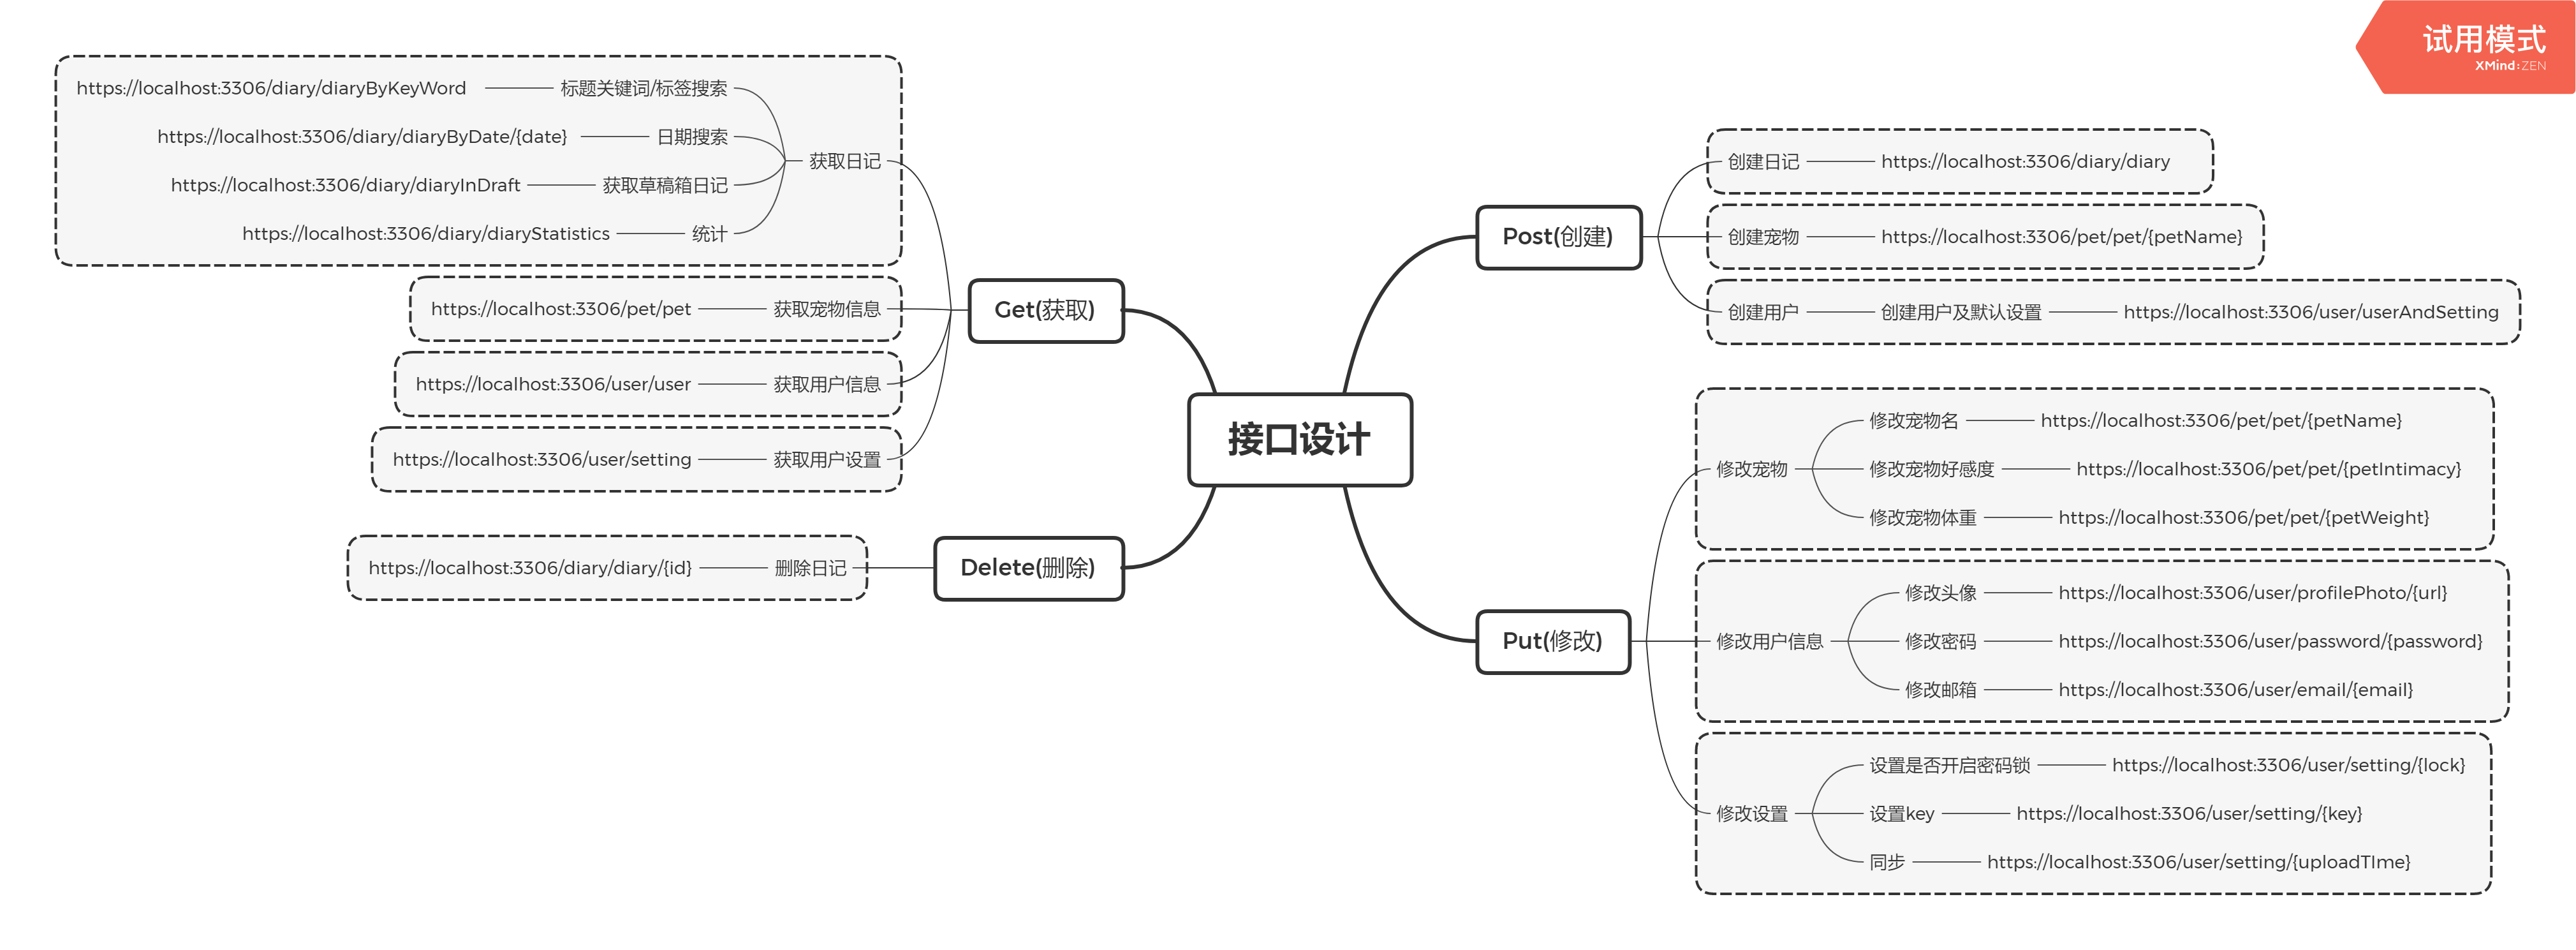 试用模式
XMind:ZEN
接口设计
Get(获取)
获取日记
标题关键词/标签搜索
https://localhost:3306/diary/diaryByKeyWord
日期搜索
https://localhost:3306/diary/diaryByDate/{date}
获取草稿箱日记
https://localhost:3306/diary/diaryInDraft
统计
https://localhost:3306/diary/diaryStatistics
获取宠物信息
https://localhost:3306/pet/pet
获取用户信息
https://localhost:3306/user/user
获取用户设置
https://localhost:3306/user/setting
Delete(删除)
删除日记
https://localhost:3306/diary/diary/{id}
Post(创建)
创建日记
https://localhost:3306/diary/diary
创建宠物
https://localhost:3306/pet/pet/{petName}
创建用户
创建用户及默认设置
https://localhost:3306/user/userAndSetting
Put(修改)
修改宠物
修改宠物名
https://localhost:3306/pet/pet/{petName}
修改宠物好感度
https://localhost:3306/pet/pet/{petIntimacy}
修改宠物体重
https://localhost:3306/pet/pet/{petWeight}
修改用户信息
修改头像
https://localhost:3306/user/profilePhoto/{url}
修改密码
https://localhost:3306/user/password/{password}
修改邮箱
https://localhost:3306/user/email/{email}
修改设置
设置是否开启密码锁
https://localhost:3306/user/setting/{lock}
设置key
https://localhost:3306/user/setting/{key}
同步
https://localhost:3306/user/setting/{uploadTIme}